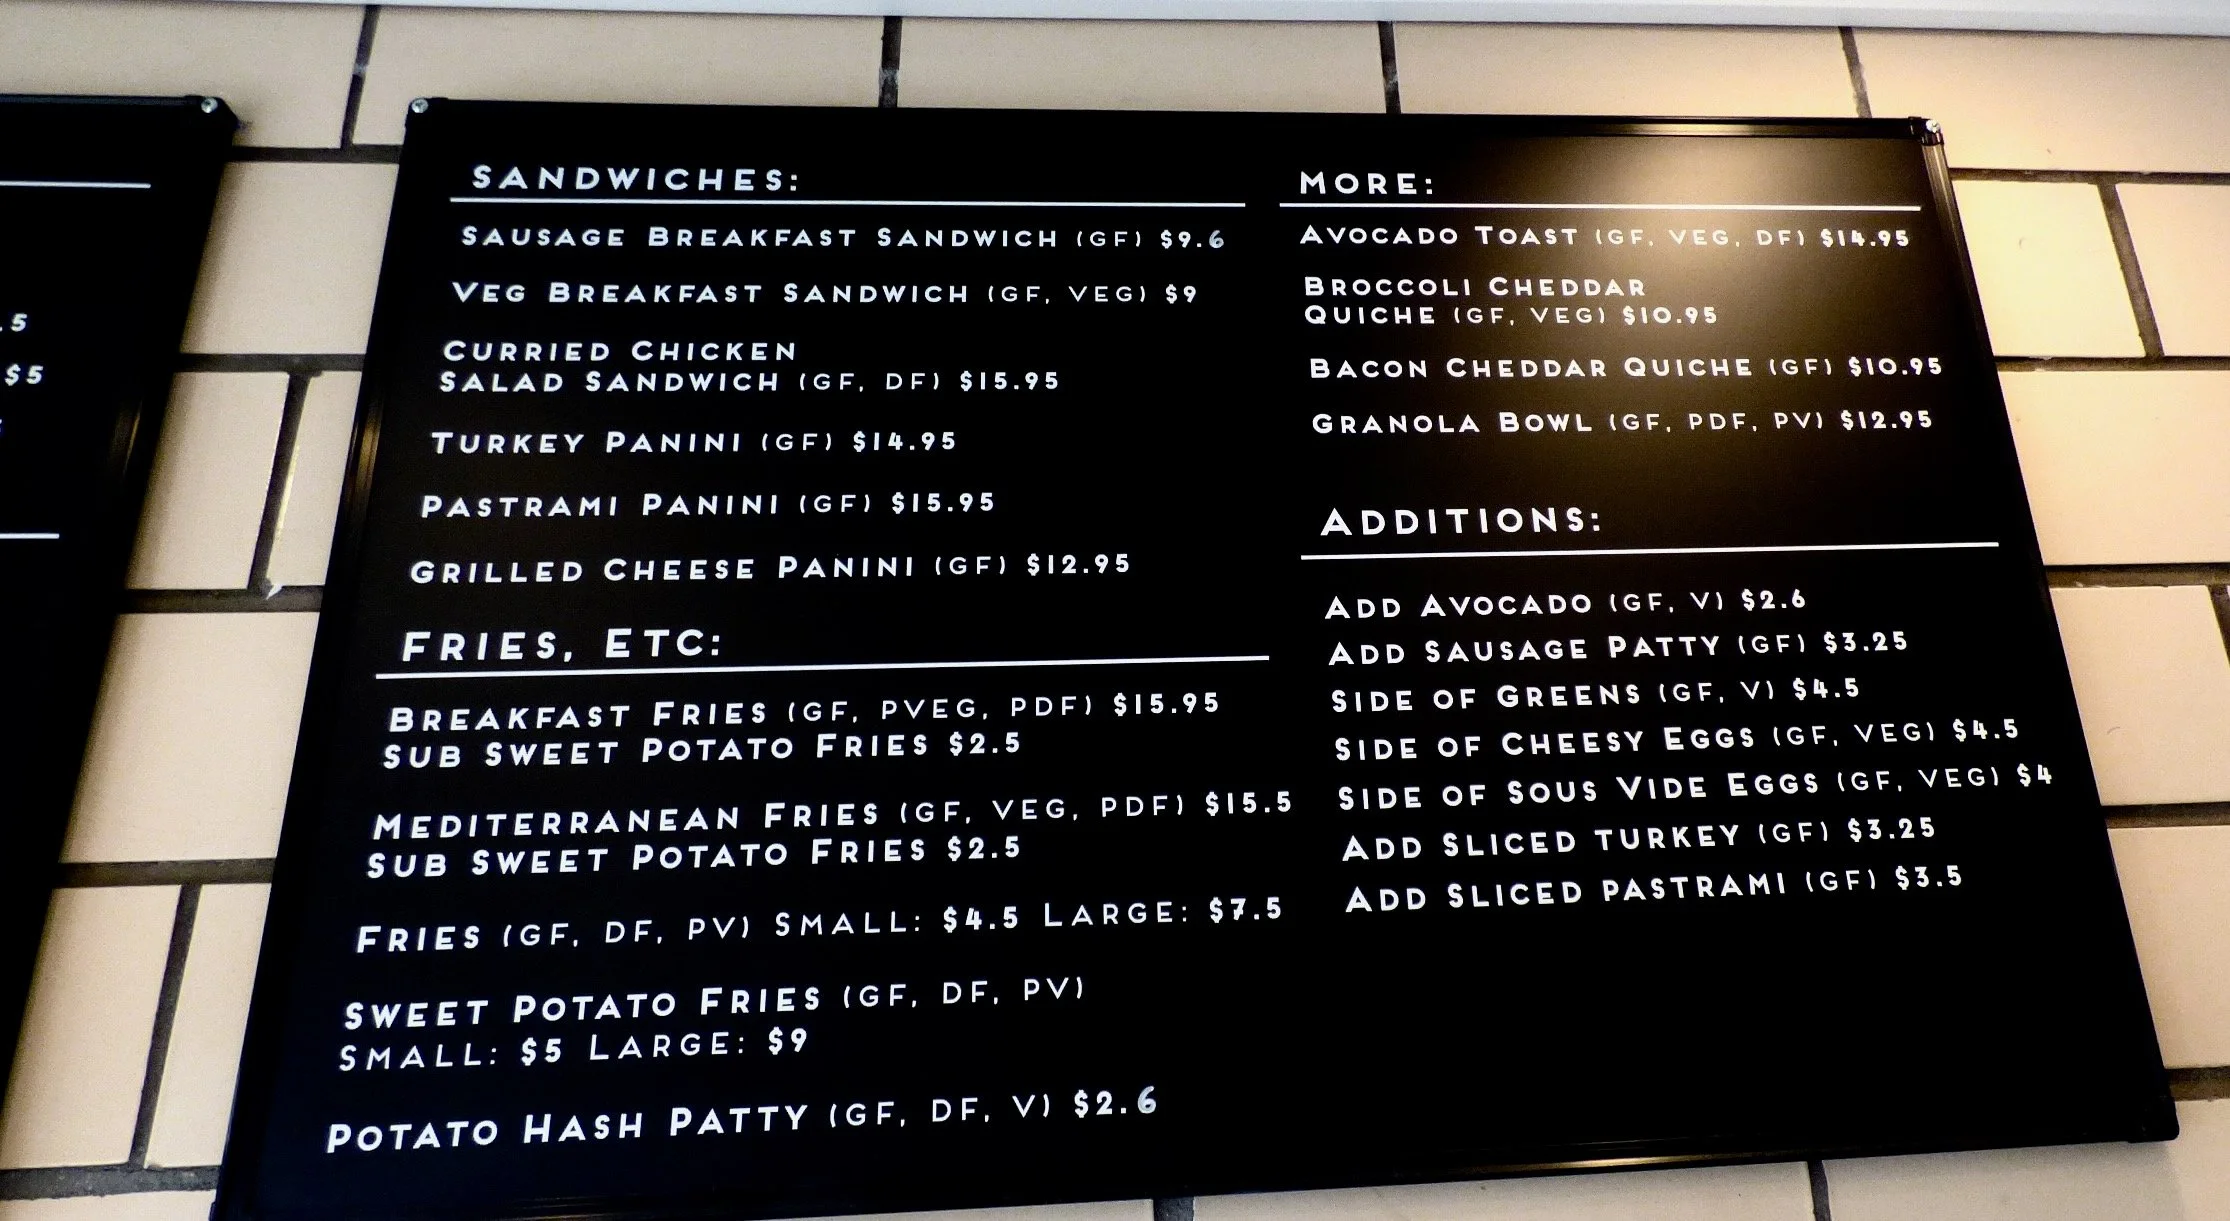 .5
$5
SANDWICHES:
SAUSAGE BREAKFAST SANDWICH (GF) $9.6
VEG BREAKFAST SANDWICH (GF, VEG) $9
CURRIED CHICKEN
SALAD SANDWICH (GF, DF) $15.95
TURKEY PANINI (GF) $14.95
PASTRAMI PANINI (GF) $15.95
GRILLED CHEESE PANINI (GF) $12.95
FRIES, ETC:
BREAKFAST FRIES (GF, PVEG, PDF) $15.95
SUB SWEET POTATO FRIES $2.5
MEDITERRANEAN FRIES (GF, VEG, PDF) $15.5
SUB SWEET POTATO FRIES $2.5
FRIES (GF, DF, PV) SMALL: $4.5 LARGE: $7.5
SWEET POTATO FRIES (GF, DF, PV)
SMALL: $5 LARGE: $9
POTATO HASH PATTY (GF, DF, V) $2.6
MORE:
AVOCADO TOAST (GF, VEG, DF) $14.95
BROCCOLI CHEDDAR
QUICHE (GF, VEG) $10.95
BACON CHEDDAR QUICHE (GF) $10.95
GRANOLA BOWL (GF, PDF, PV) $12.95
ADDITIONS:
ADD AVOCADO (GF, V) $2.6
ADD SAUSAGE PATTY (GF) $3.25
SIDE OF GREENS (GF, V) $4.5
SIDE OF CHEESY EGGS (GF, VEG) $4.5
SIDE OF SOUS VIDE EGGS (GF, VEG) $4
ADD SLICED TURKEY (GF) $3.25
ADD SLICED PASTRAMI (GF) $3.5